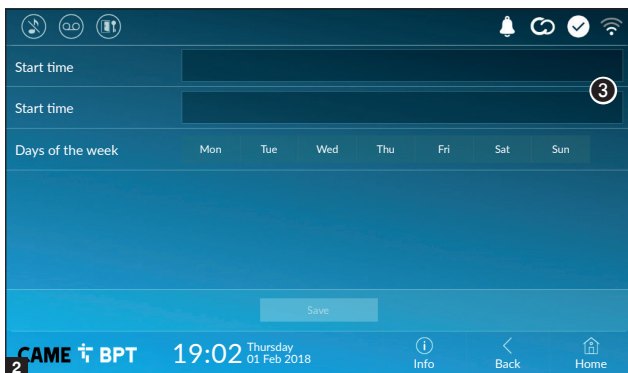 Start time
3
Start time
Days of the week Mon Tue Wed Thu Fri Sat Sun
Save
CAME BPT 19:02 Thursday
01 Feb 2018
Info Back Home
2